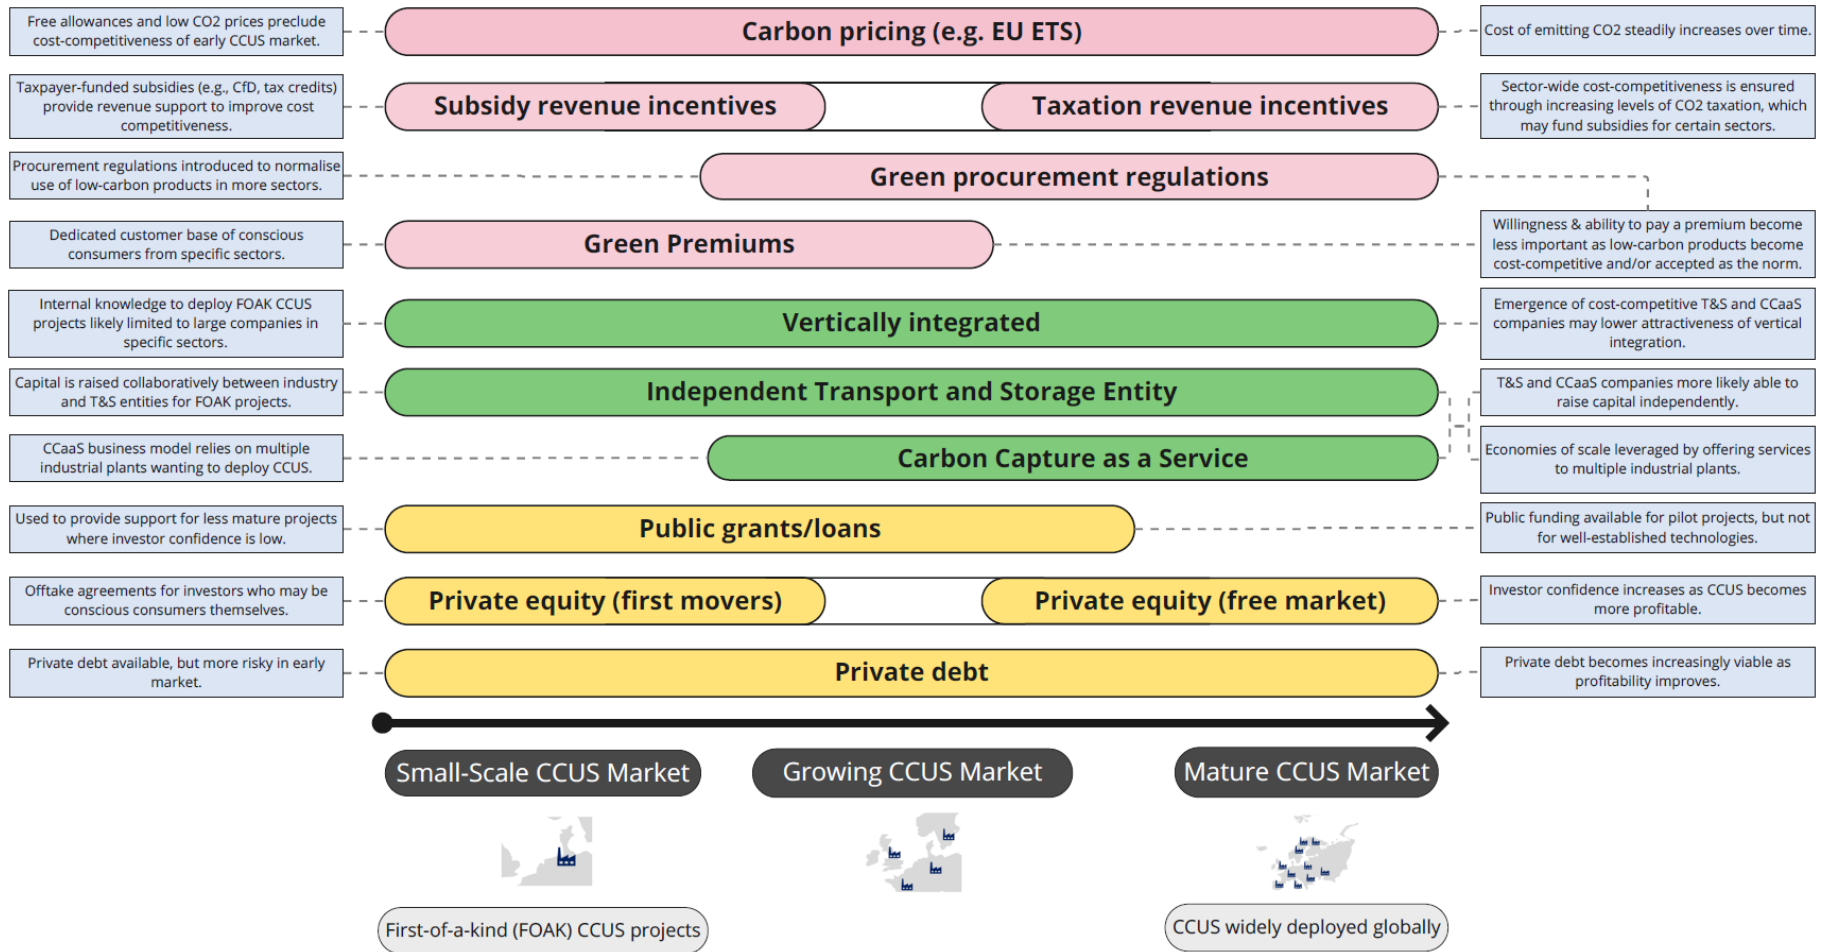 Free allowances and low CO2 prices preclude
cost-competitiveness of early CCUS market.
Carbon pricing (e.g. EU ETS)
Cost of emitting CO2 steadily increases over time.
Taxpayer-funded subsidies (e.g., CfD, tax credits)
provide revenue support to improve cost
competitiveness.
Subsidy revenue incentives
Taxation revenue incentives
Sector-wide cost-competitiveness is ensured
through increasing levels of CO2 taxation, which
may fund subsidies for certain sectors.
Procurement regulations introduced to normalise
use of low-carbon products in more sectors.
Green procurement regulations
Dedicated customer base of conscious
consumers from specific sectors.
Green Premiums
Willingness & ability to pay a premium become
less important as low-carbon products become
cost-competitive and/or accepted as the norm.
Internal knowledge to deploy FOAK CCUS
projects likely limited to large companies in
specific sectors.
Vertically integrated
Emergence of cost-competitive T&S and CCaaS
companies may lower attractiveness of vertical
integration.
Capital is raised collaboratively between industry
and T&S entities for FOAK projects.
Independent Transport and Storage Entity
T&S and CCaaS companies more likely able to
raise capital independently.
CCaaS business model relies on multiple
industrial plants wanting to deploy CCUS.
Carbon Capture as a Service
Economies of scale leveraged by offering services
to multiple industrial plants.
Used to provide support for less mature projects
where investor confidence is low.
Public grants/loans
Public funding available for pilot projects, but not
for well-established technologies.
Offtake agreements for investors who may be
conscious consumers themselves.
Private equity (first movers)
Private equity (free market)
Investor confidence increases as CCUS becomes
more profitable.
Private debt available, but more risky in early
market.
Private debt
Private debt becomes increasingly viable as
profitability improves.
Small-Scale CCUS Market
Growing CCUS Market
Mature CCUS Market
First-of-a-kind (FOAK) CCUS projects
CCUS widely deployed globally